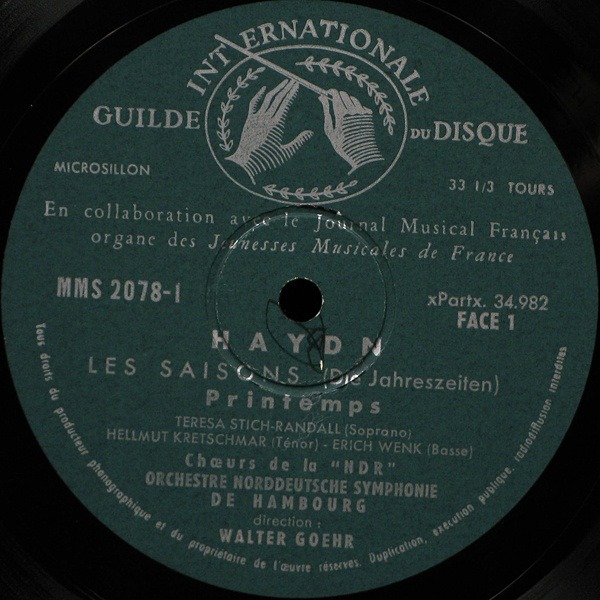 GUILDE INTERNATIONALE DU DISQUE
MICROSILLON
33 1/3 TOURS
En collaboration avec le Journal Musical Français
organe des Jeunesses Musicales de France
MMS 2078-1
xPartx. 34.982
FACE 1
HAYDN
LES SAISONS (Die Jahreszeiten)
Printemps
TERESA STICH-RANDALL (Soprano)
HELLMUT KRETSCHMAR (Ténor) - ERICH WENK (Basse)
Chœurs de la "NDR"
ORCHESTRE NORDDEUTSCHE SYMPHONIE
DE HAMBOURG
direction :
WALTER GOEHR
Tous droits du producteur phonographique et du propriétaire de l'œuvre réservés. Duplication, exécution publique, radiodiffusion interdites